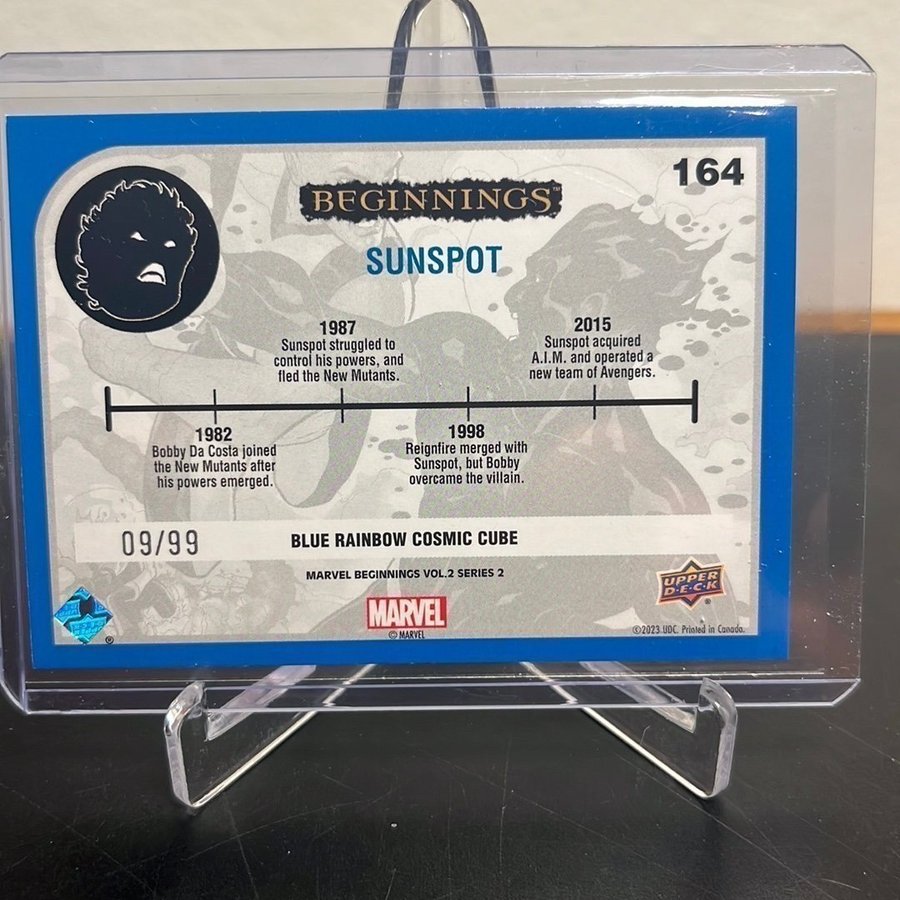 164
BEGINNINGS™
SUNSPOT
1987
Sunspot struggled to
control his powers, and
fled the New Mutants.
2015
Sunspot acquired
A.I.M. and operated a
new team of Avengers.
1982
Bobby Da Costa joined
the New Mutants after
his powers emerged.
1998
Reignfire merged with
Sunspot, but Bobby
overcame the villain.
09/99
BLUE RAINBOW COSMIC CUBE
MARVEL BEGINNINGS VOL.2 SERIES 2
UPPER
D·E·C·K
®
MARVEL
© MARVEL
©2023 UDC. Printed in Canada.
®